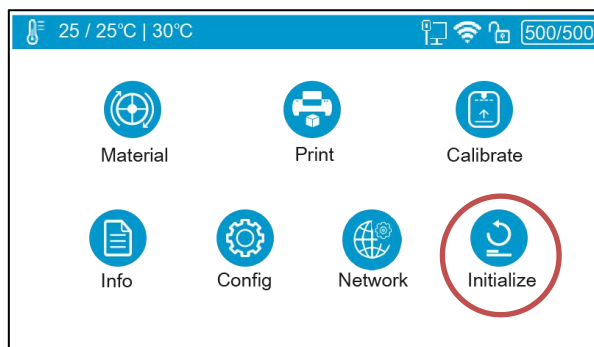 25 / 25℃ | 30℃ 500/500
Material Print Calibrate
Info Config Network Initialize